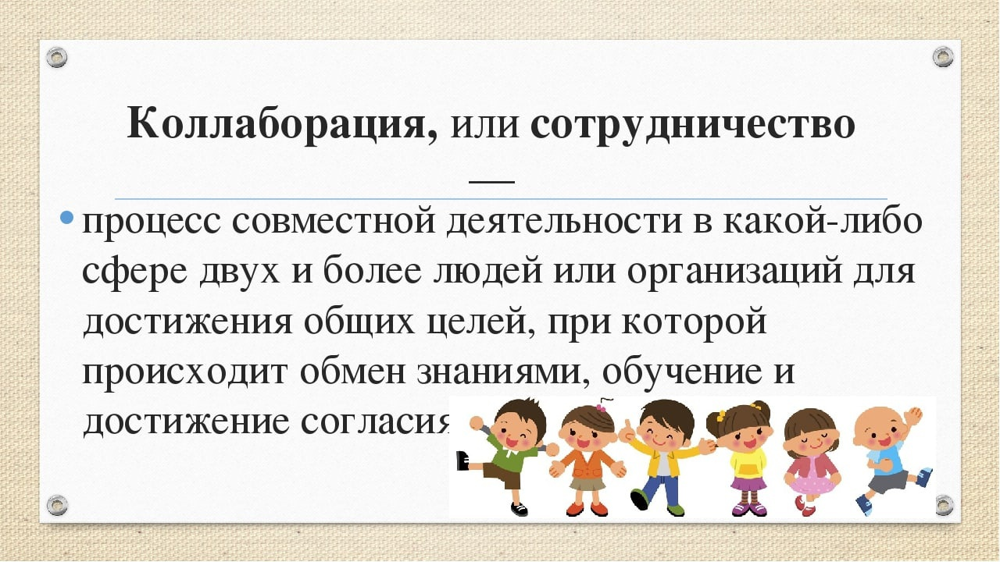 Коллаборация, или сотрудничество
—
процесс совместной деятельности в какой-либо
сфере двух и более людей или организаций для
достижения общих целей, при которой
происходит обмен знаниями, обучение и
достижение согласия